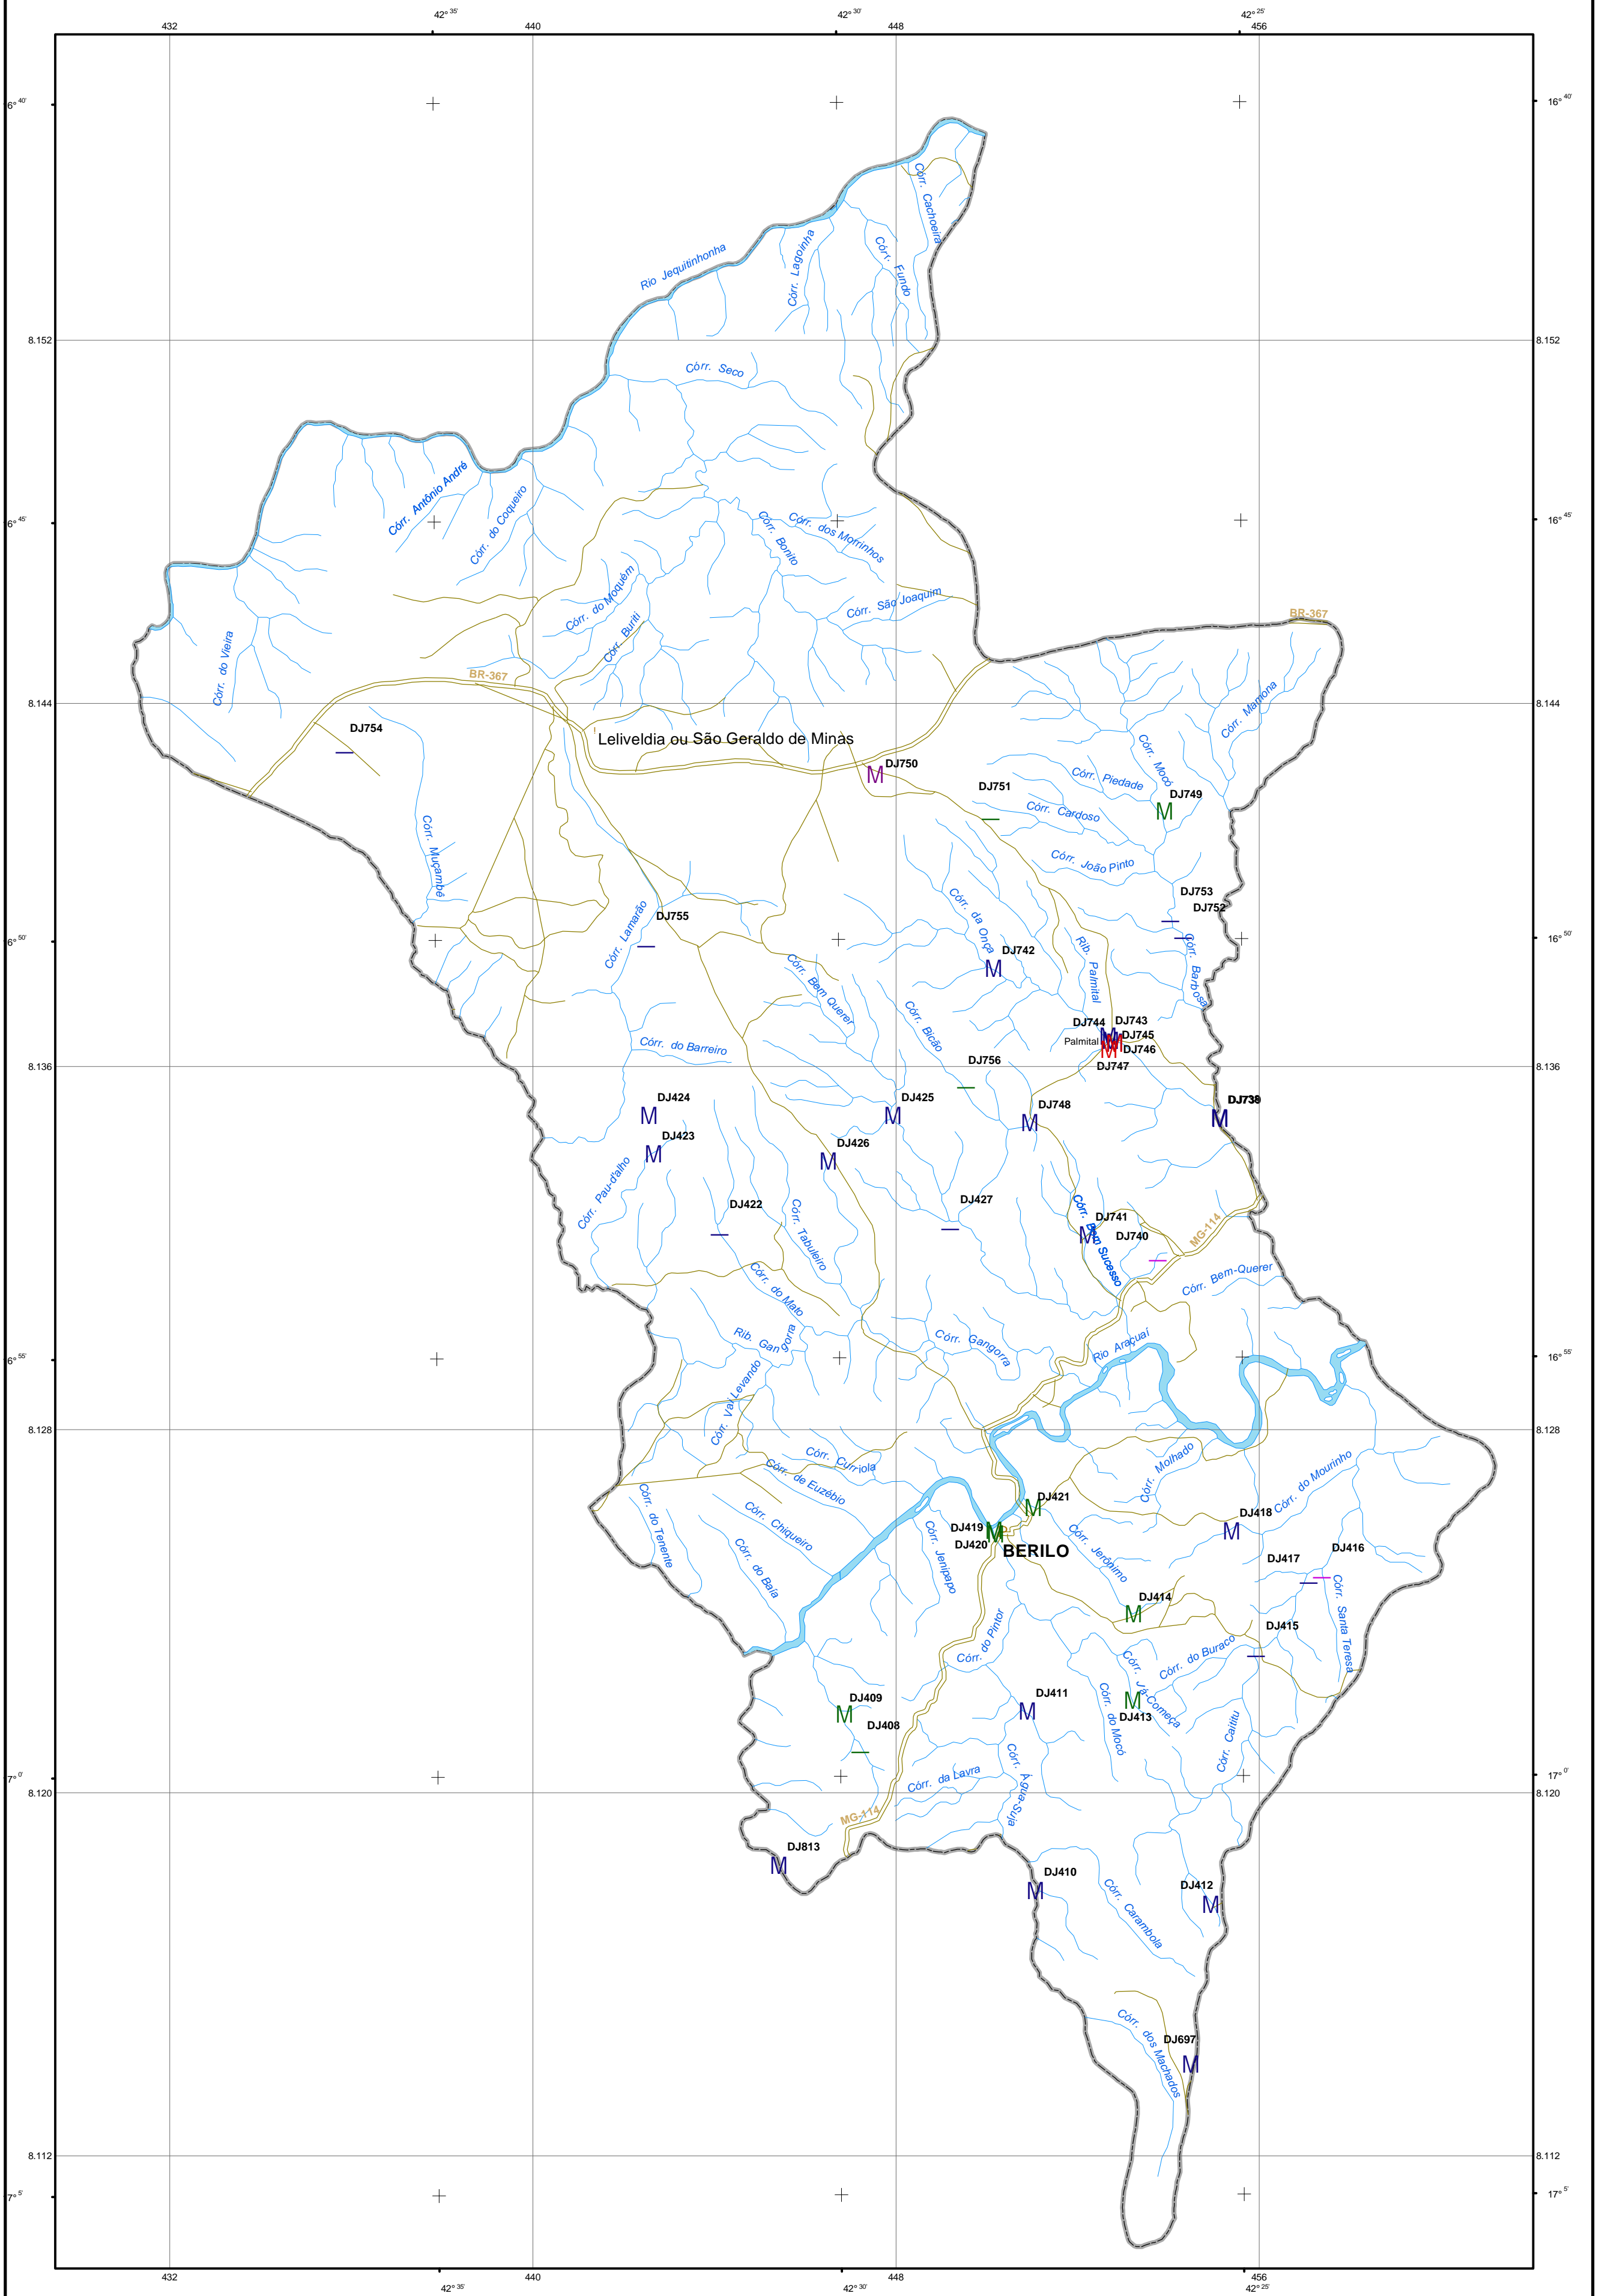 42° 35'
42° 30'
42° 25'
432
440
448
456
6° 40'
16° 40'
Córr. Cachoeira
Rio Jequitinhonha
Córr. Lagoinha
Córr. Fundo
8.152
8.152
Córr. Seco
Córr. Antônio André
Córr. do Coqueiro
6° 45'
16° 45'
Córr. Bonito
Córr. dos Morrinhos
Córr. do Moquém
Córr. São Joaquim
BR-367
Córr. Buriti
Córr. do Vieira
BR-367
Córr. Mamona
8.144
8.144
DJ754
Leliveldia ou São Geraldo de Minas
Córr. Mocó
DJ750
Córr. Piedade
DJ751
DJ749
Córr. Cardoso
Córr. Muçambê
Córr. João Pinto
DJ753
DJ752
Córr. da Onça
DJ755
Córr. Lamarão
6° 50'
16° 50'
Rib. Palmital
Córr. Barbosa
DJ742
Córr. Bem Querer
Córr. Bicão
DJ744
DJ743
DJ745
Palmital
DJ746
Córr. do Barreiro
DJ756
DJ747
8.136
8.136
DJ424
DJ425
DJ748
DJ423
DJ426
Córr. Pau-d'alho
DJ422
Córr. Tabuleiro
DJ427
Córr. Bem Sucesso
DJ741
DJ740
MG-114
Córr. do Mato
Córr. Bem-Querer
Rib. Gangorra
Córr. Gangorra
Rio Araçuaí
6° 55'
16° 55'
Córr. Vai Levando
8.128
8.128
Córr. Curriola
Córr. Molhado
Córr. do Mourinho
Córr. de Euzébio
Córr. do Tenente
Córr. Chiqueiro
DJ421
DJ419
DJ420
DJ418
BERILO
Córr. Jenipapo
Córr. Jerônimo
Córr. do Baía
DJ417
DJ416
DJ414
Córr. Santa Teresa
DJ415
Córr. do Pintor
Córr. do Buraco
Córr. Já-Começa
DJ409
DJ411
DJ413
DJ408
Córr. do Mocó
Córr. Caititu
7° 0'
17° 0'
Córr. da Lavra
Córr. Água-Suja
8.120
8.120
MG-114
DJ813
DJ410
DJ412
Córr. Carambola
Córr. dos Machados
DJ697
8.112
8.112
7° 5'
17° 5'
432
440
448
456
42° 35'
42° 30'
42° 25'